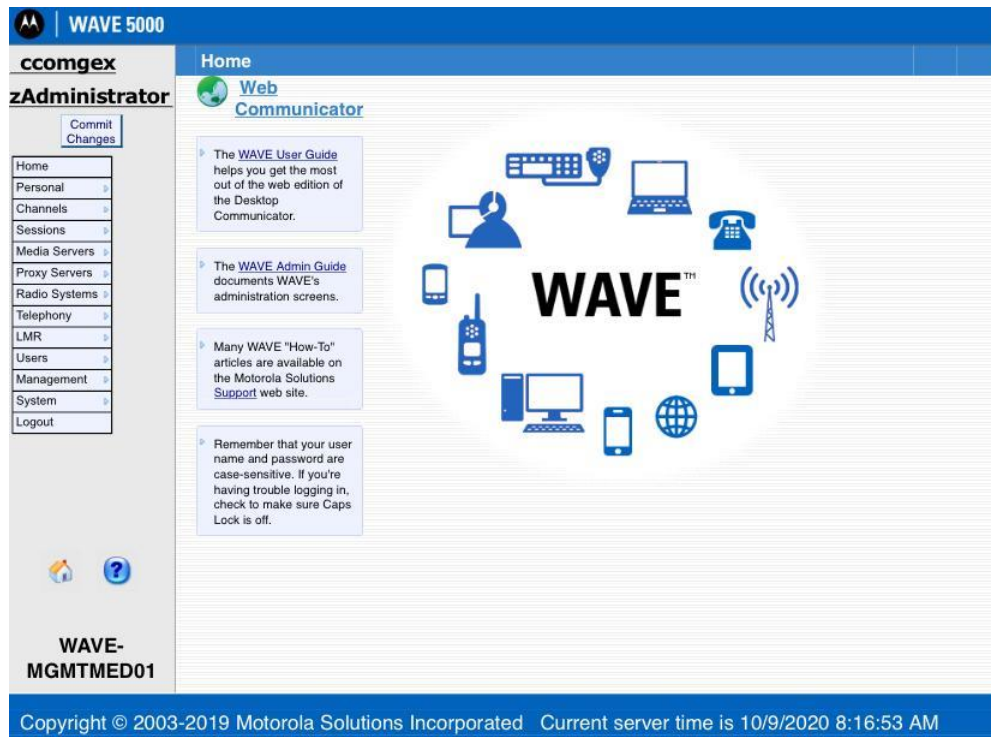 WAVE 5000
ccomgex
zAdministrator
Commit
Changes
Home
Personal
Channels
Sessions
Media Servers
Proxy Servers
Radio Systems
Telephony
LMR
Users
Management
System
Logout
WAVE-
MGMTMED01
Home
Web
Communicator
The WAVE User Guide
helps you get the most
out of the web edition of
the Desktop
Communicator.
The WAVE Admin Guide
documents WAVE's
administration screens.
Many WAVE "How-To"
articles are available on
the Motorola Solutions
Support web site.
Remember that your user
name and password are
case-sensitive. If you're
having trouble logging in,
check to make sure Caps
Lock is off.
WAVE™
Copyright © 2003-2019 Motorola Solutions Incorporated Current server time is 10/9/2020 8:16:53 AM